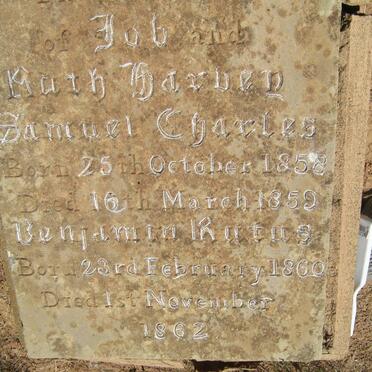 of Job and
Ruth Harvey
Samuel Charles
Born 25th October 1858
Died 16th March 1859
Benjamin Rufus
Born 23rd February 1860
Died 1st November
1862